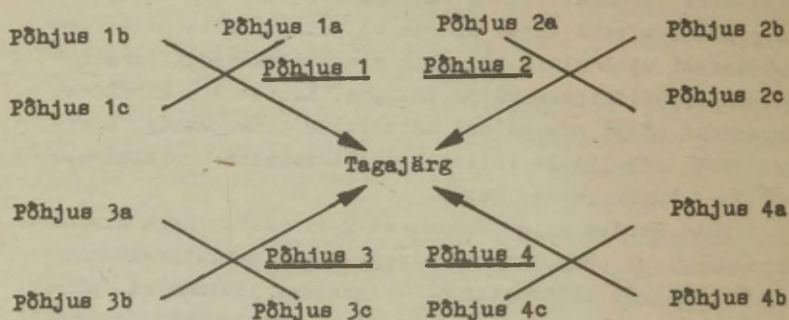 Põhjus 1b Põhjus 1a Põhjus 2a Põhjus 2b
Põhjus 1 Põhjus 2
Põhjus 1c Põhjus 2c
Tagajärg
Põhjus 3a Põhjus 4a
Põhjus 3 Põhjus 4
Põhjus 3b Põhjus 3c Põhjus 4c Põhjus 4b